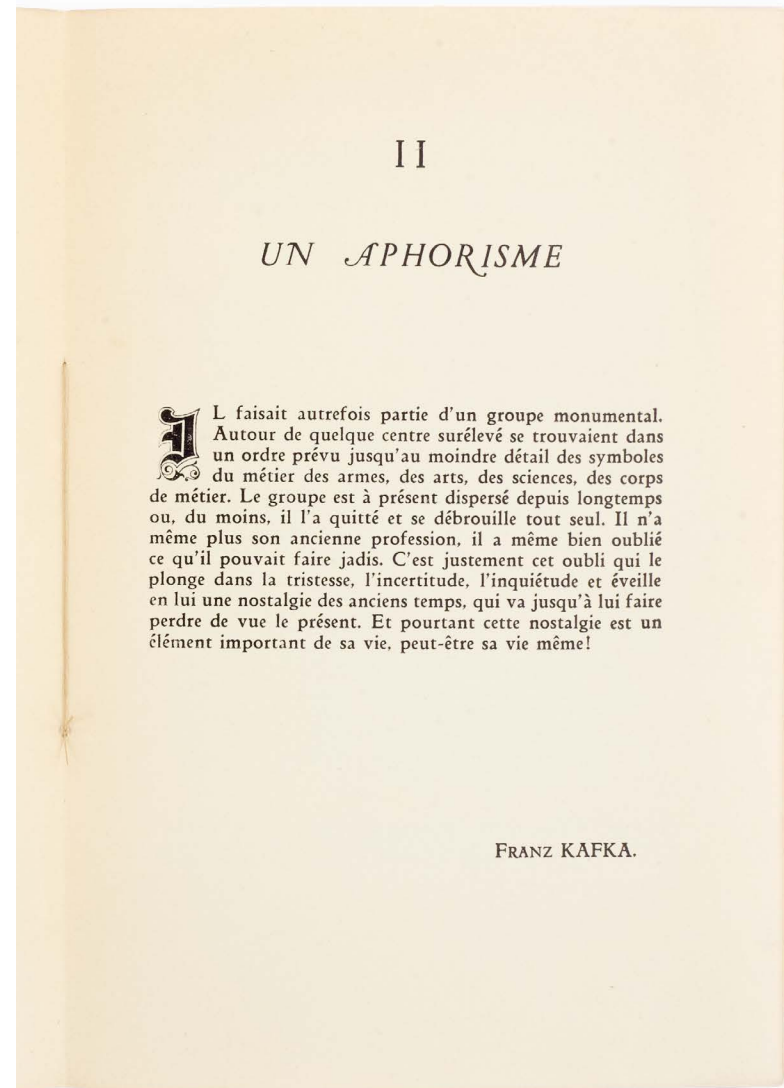 II
UN APHORISME
IL faisait autrefois partie d'un groupe monumental.
Autour de quelque centre surélevé se trouvaient dans
un ordre prévu jusqu'au moindre détail des symboles
du métier des armes, des arts, des sciences, des corps
de métier. Le groupe est à présent dispersé depuis longtemps
ou, du moins, il l'a quitté et se débrouille tout seul. Il n'a
même plus son ancienne profession, il a même bien oublié
ce qu'il pouvait faire jadis. C'est justement cet oubli qui le
plonge dans la tristesse, l'incertitude, l'inquiétude et éveille
en lui une nostalgie des anciens temps, qui va jusqu'à lui faire
perdre de vue le présent. Et pourtant cette nostalgie est un
élément important de sa vie, peut-être sa vie même!
FRANZ KAFKA.